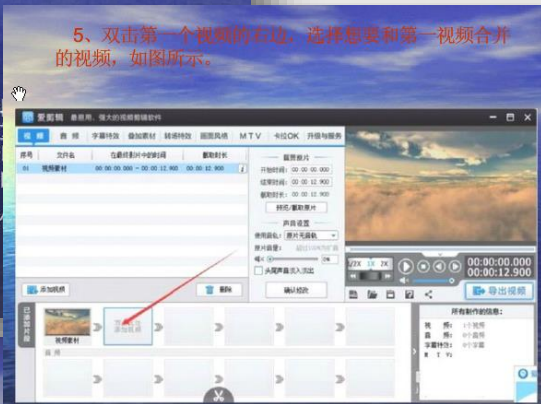 5、双击第一个视频的右边，选择想要和第一视频合并
的视频，如图所示。
爱剪辑 最易用、强大的视频剪辑软件
视 频 音 频 字幕特效 叠加素材 转场特效 画面风格 M T V 卡拉OK 升级与服务
序号 文件名 在最终影片中的时间 截取时长
01 视频素材 00:00:00.000 - 00:00:12.900 00:00:12.900
裁剪原片
开始时间: 00:00:00.000
结束时间: 00:00:12.900
截取时长: 00:00:12.900
预览/截取原片
声音设置
使用音轨: 原片无音轨
原片音量:
0%
头尾声音淡入淡出
确认修改
添加视频 删除
1/2X 1X 2X
00:00:00.000
00:00:12.900
导出视频
已添加片段
视频素材
双击此处
添加视频
音 频
所有制作的信息:
视 频: 1个视频
音 频: 0个音频
字幕特效: 0个字幕
M T V: